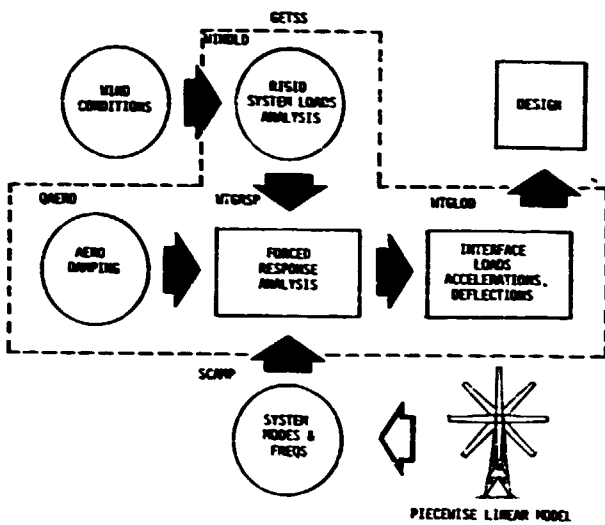 GETSS
WINDLD
WIND
CONDITIONS
RIGID
SYSTEM LOADS
ANALYSIS
DESIGN
QAERO
WTGRSP
WTGLOD
AERO
DAMPING
FORCED
RESPONSE
ANALYSIS
INTERFACE
LOADS
ACCELERATIONS,
DEFLECTIONS
SCAMP
SYSTEM
MODES &
FREQS
PIECEWISE LINEAR MODEL